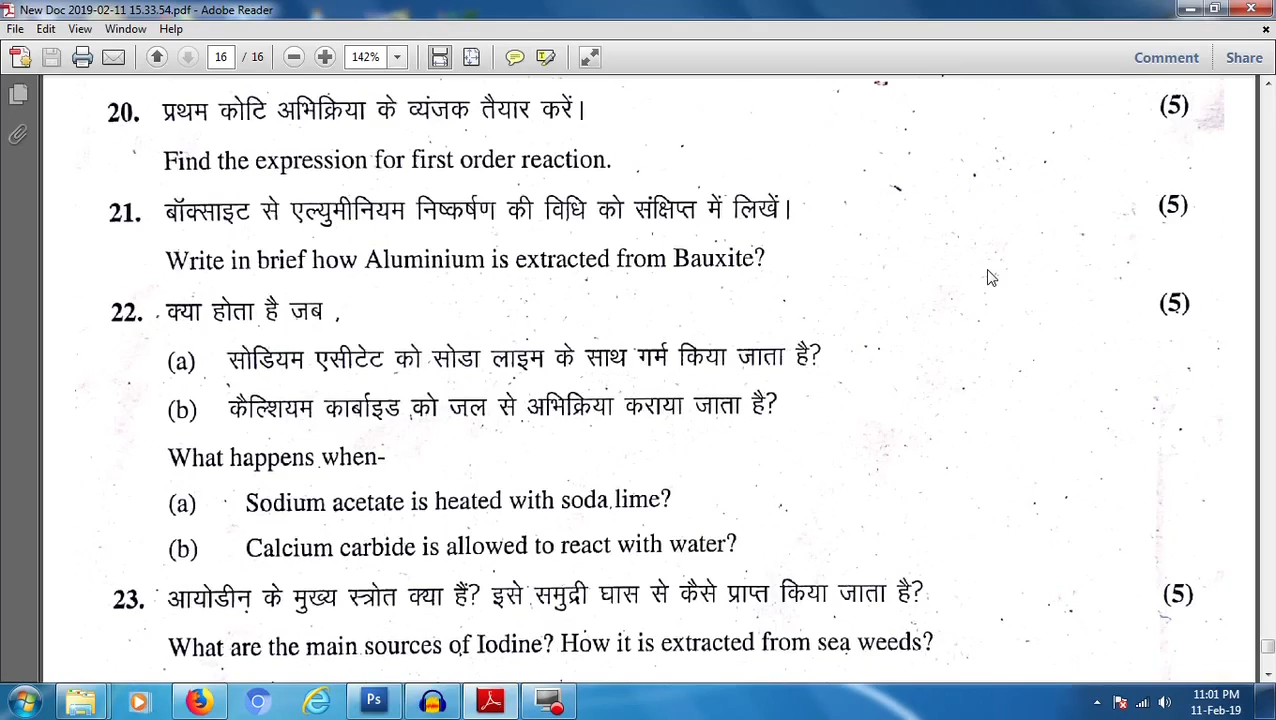 New Doc 2019-02-11 15.33.54.pdf - Adobe Reader
File Edit View Window Help
16 / 16 142% Comment Share
20. प्रथम कोटि अभिक्रिया के व्यंजक तैयार करें। (5)
Find the expression for first order reaction.
21. बॉक्साइट से एल्युमीनियम निष्कर्षण की विधि को संक्षिप्त में लिखें। (5)
Write in brief how Aluminium is extracted from Bauxite?
22. क्या होता है जब (5)
(a) सोडियम एसीटेट को सोडा लाइम के साथ गर्म किया जाता है?
(b) कैल्शियम कार्बाइड को जल से अभिक्रिया कराया जाता है?
What happens when-
(a) Sodium acetate is heated with soda lime?
(b) Calcium carbide is allowed to react with water?
23. आयोडीन के मुख्य स्त्रोत क्या हैं? इसे समुद्री घास से कैसे प्राप्त किया जाता है? (5)
What are the main sources of Iodine? How it is extracted from sea weeds?
Ps
11:01 PM
11-Feb-19